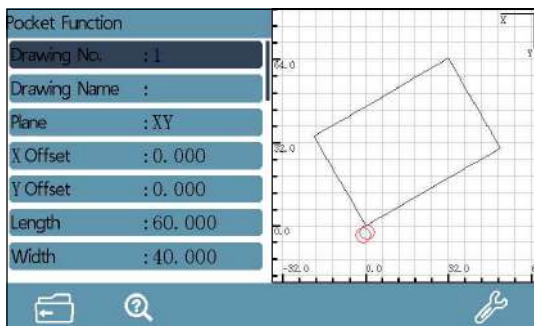 Pocket Function
Drawing No. :1
Drawing Name :
Plane :XY
X Offset :0.000
Y Offset :0.000
Length :60.000
Width :40.000
X
Y
64.0
32.0
0.0
-32.0 0.0 32.0 6